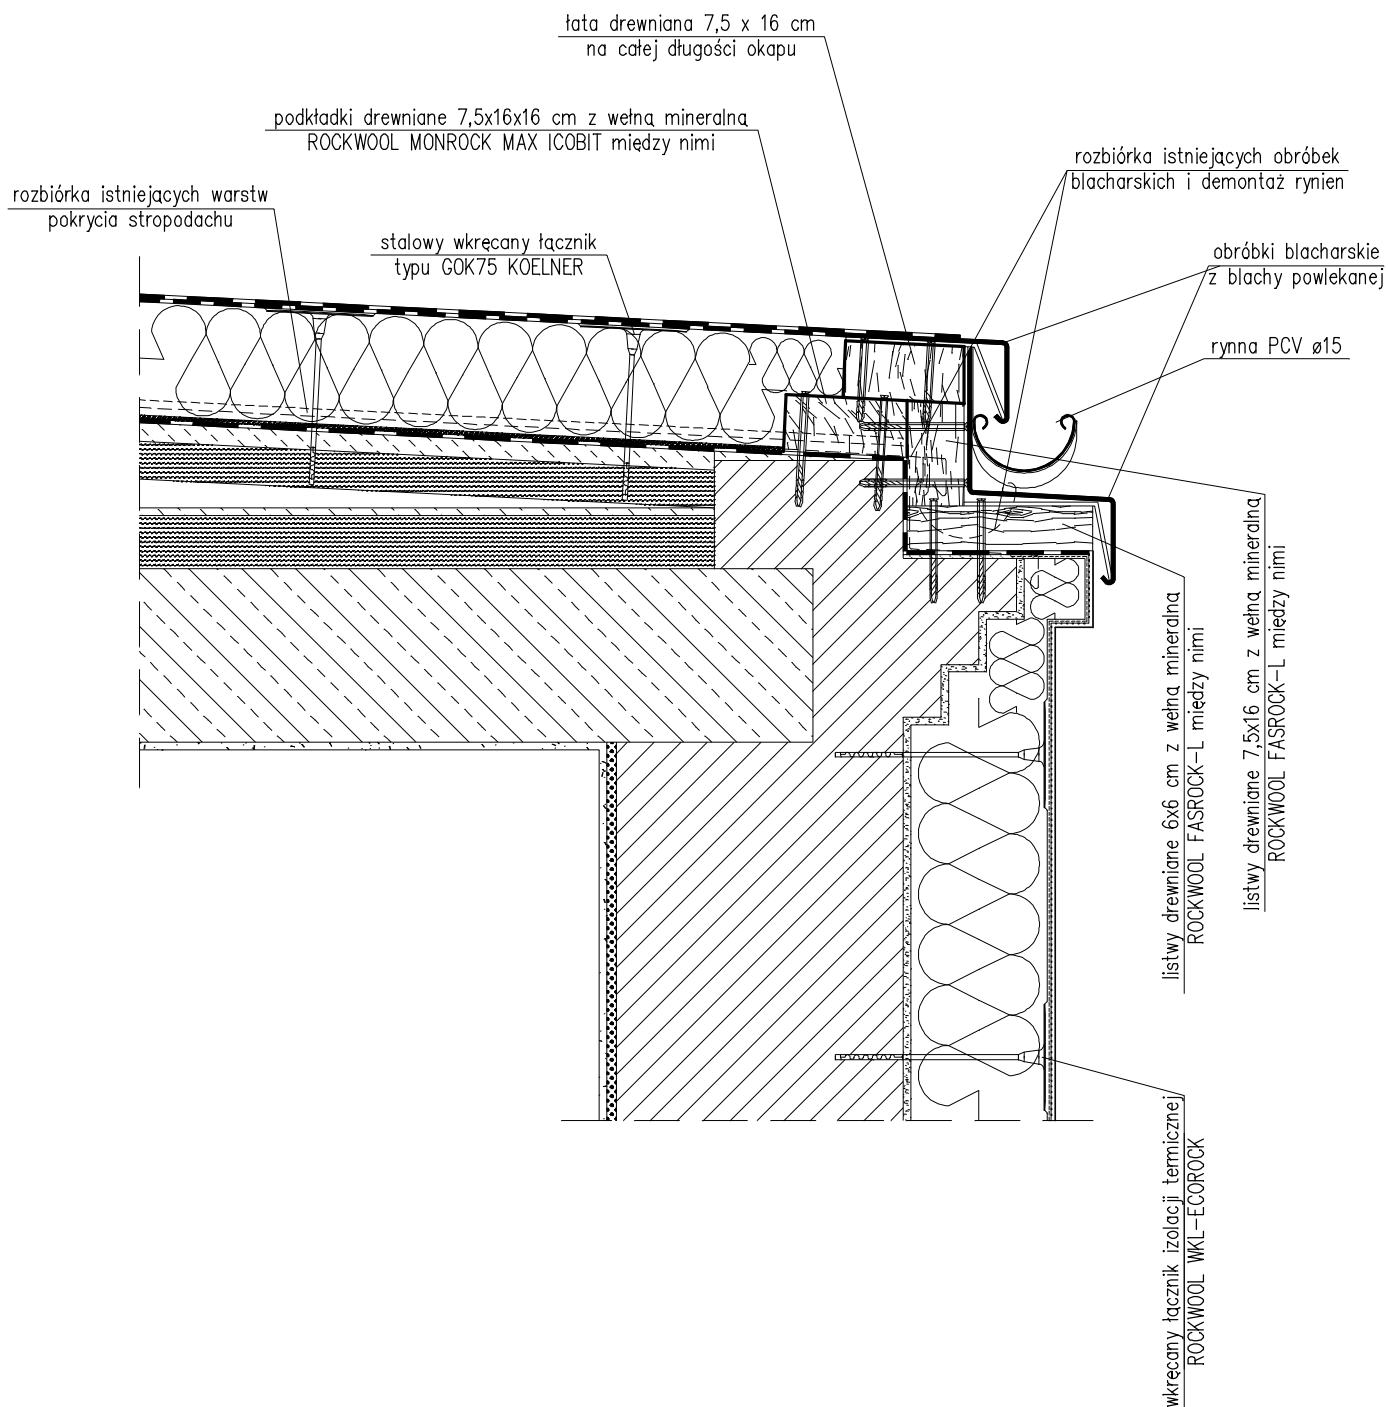 łata drewniana 7,5 x 16 cm
na całej długości okapu
podkładki drewniane 7,5x16x16 cm z wełną mineralną
ROCKWOOL MONROCK MAX ICOBIT między nimi
rozbiórka istniejących obróbek
blacharskich i demontaż rynien
rozbiórka istniejących warstw
pokrycia stropodachu
stalowy wkręcany łącznik
typu GOK75 KOELNER
obróbki blacharskie
z blachy powlekanej
rynna PCV ø15
listwy drewniane 6x6 cm z wełną mineralną
ROCKWOOL FASROCK-L między nimi
listwy drewniane 7,5x16 cm z wełną mineralną
ROCKWOOL FASROCK-L między nimi
wkręcany łącznik izolacji termicznej
ROCKWOOL WKL-ECOROCK